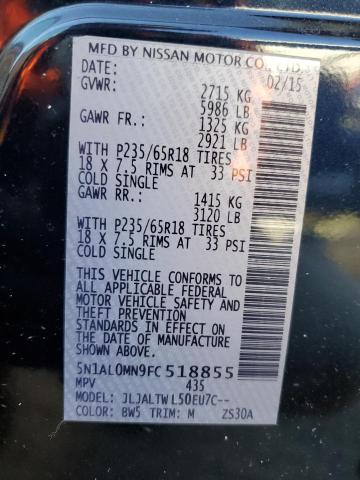 MFD BY NISSAN MOTOR CO., LTD.
DATE: 02/15
GVWR: 2715 KG
5986 LB
GAWR FR.: 1325 KG
2921 LB
WITH P235/65R18 TIRES
18 X 7.5 RIMS AT 33 PSI
COLD SINGLE
GAWR RR.: 1415 KG
3120 LB
WITH P235/65R18 TIRES
18 X 7.5 RIMS AT 33 PSI
COLD SINGLE
THIS VEHICLE CONFORMS TO
ALL APPLICABLE FEDERAL
MOTOR VEHICLE SAFETY AND
THEFT PREVENTION
STANDARDS IN EFFECT ON
THE DATE OF MANUFACTURE
SHOWN ABOVE.
5N1AL0MN9FC518855
MPV 435
MODEL: JLJALTWL50EU7C--
COLOR: BW5 TRIM: M ZS30A